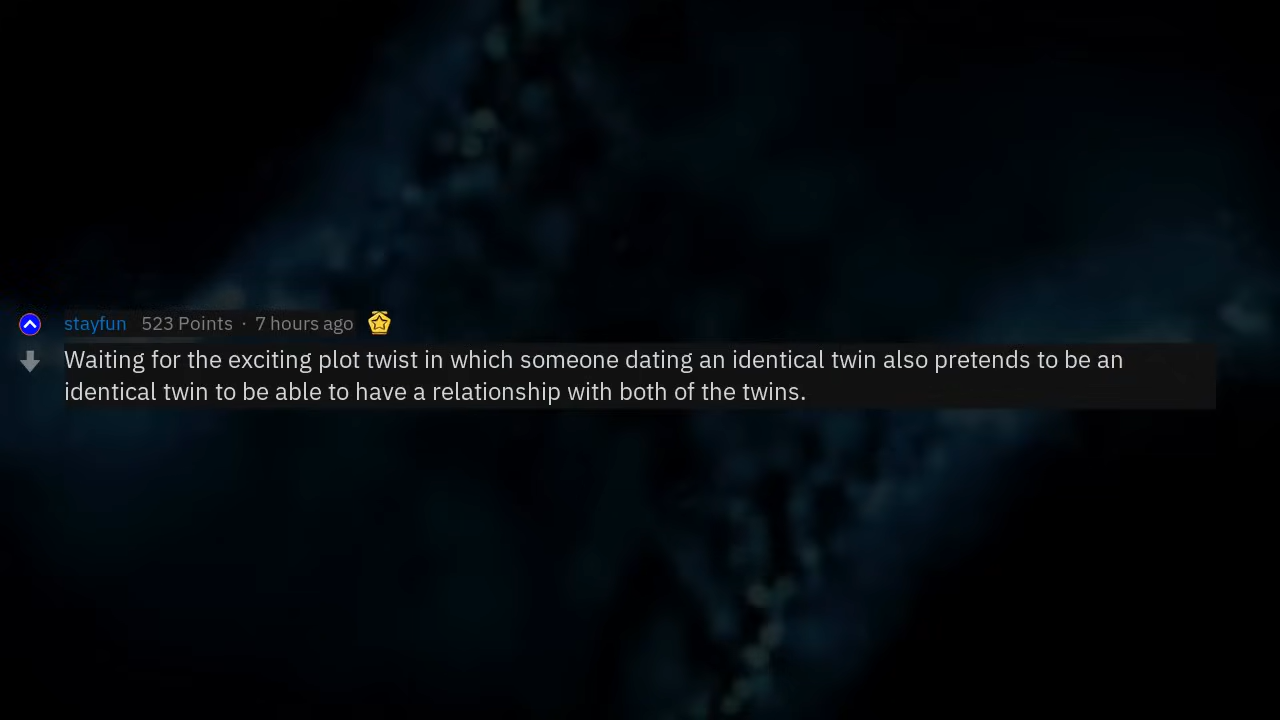 stayfun 523 Points · 7 hours ago
Waiting for the exciting plot twist in which someone dating an identical twin also pretends to be an
identical twin to be able to have a relationship with both of the twins.